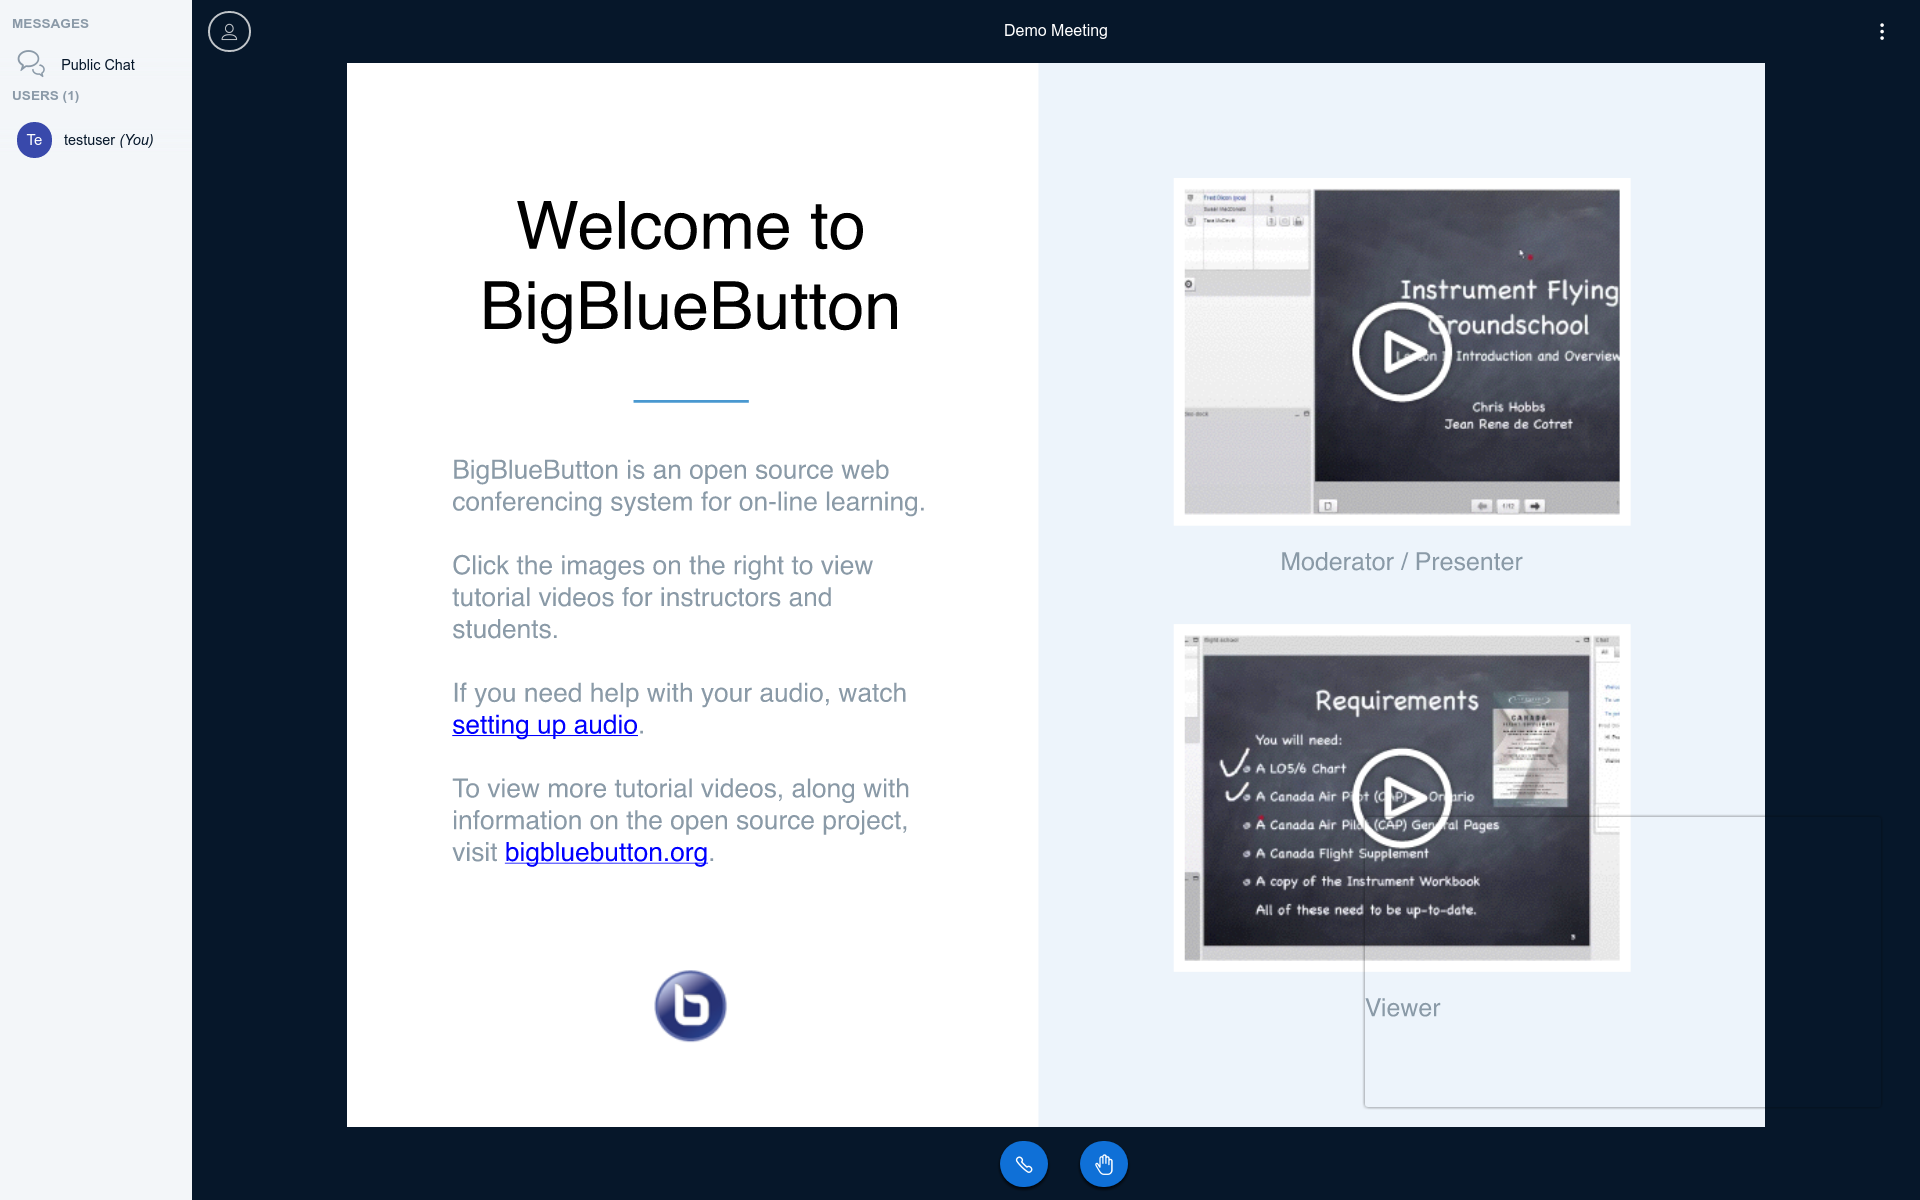 MESSAGES
Public Chat
USERS (1)
Te
testuser (You)
Demo Meeting
Welcome to
BigBlueButton
BigBlueButton is an open source web
conferencing system for on-line learning.
Click the images on the right to view
tutorial videos for instructors and
students.
If you need help with your audio, watch
setting up audio.
To view more tutorial videos, along with
information on the open source project,
visit bigbluebutton.org.
b
Instrument Flying
Groundschool
Introduction and Overview
Chris Hobbs
Jean Rene de Cotret
1/12
Moderator / Presenter
Requirements
CANADA
You will need:
A LO5/6 Chart
A Canada Air Pilot (CAP) Ontario
A Canada Air Pilot (CAP) General Pages
A Canada Flight Supplement
A copy of the Instrument Workbook
All of these need to be up-to-date.
Chat
All
Viewer